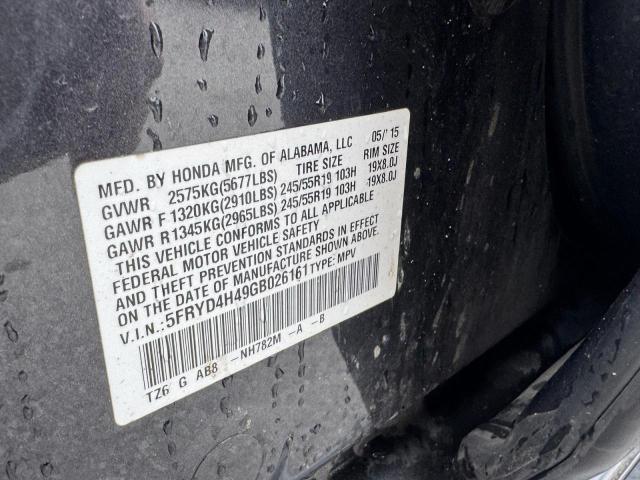 MFD. BY HONDA MFG. OF ALABAMA, LLC 05/'15
GVWR 2575KG(5677LBS) TIRE SIZE RIM SIZE
GAWR F 1320KG(2910LBS) 245/55R19 103H 19X8.0J
GAWR R1345KG(2965LBS) 245/55R19 103H 19X8.0J
THIS VEHICLE CONFORMS TO ALL APPLICABLE
FEDERAL MOTOR VEHICLE SAFETY
AND THEFT PREVENTION STANDARDS IN EFFECT
ON THE DATE OF MANUFACTURE SHOWN ABOVE.
V.I.N.: 5FRYD4H49GB026161 TYPE: MPV
TZ6 G AB8 -NH782M -A -B